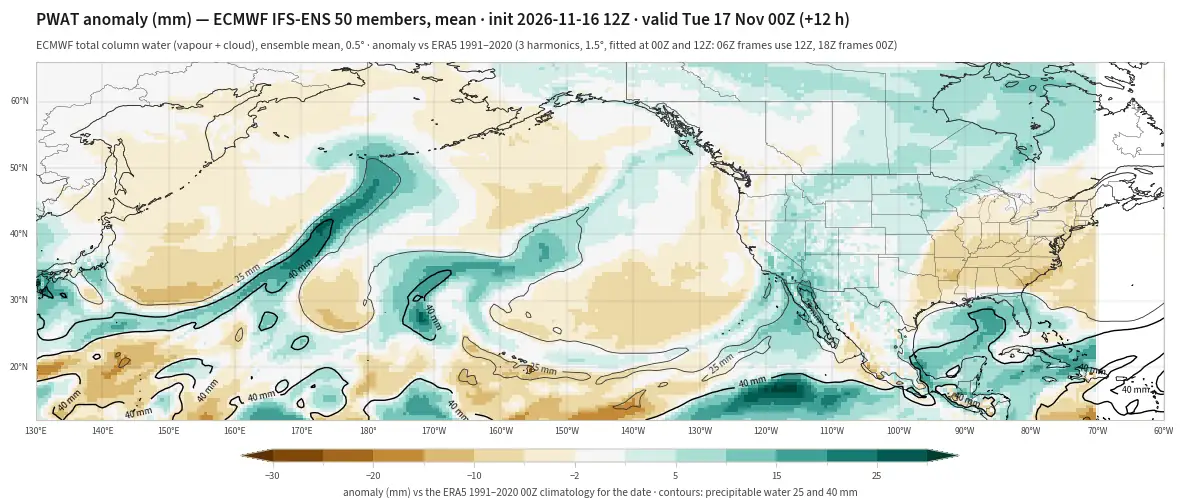 PWAT anomaly (mm) — ECMWF IFS-ENS 50 members, mean · init 2026-11-16 12Z · valid Tue 17 Nov 00Z (+12 h)
ECMWF total column water (vapour + cloud), ensemble mean, 0.5° · anomaly vs ERA5 1991–2020 (3 harmonics, 1.5°, fitted at 00Z and 12Z: 06Z frames use 12Z, 18Z frames 00Z)
60°N
50°N
40°N
30°N
20°N
25 mm
40 mm
40 mm
25 mm
25 mm
40 mm
40 mm
40 mm
40 mm
40 mm
40 mm
40 mm
40 mm
40 mm
40 mm
130°E 140°E 150°E 160°E 170°E 180° 170°W 160°W 150°W 140°W 130°W 120°W 110°W 100°W 90°W 80°W 70°W 60°W
−30 −20 −10 −2 5 15 25
anomaly (mm) vs the ERA5 1991–2020 00Z climatology for the date · contours: precipitable water 25 and 40 mm